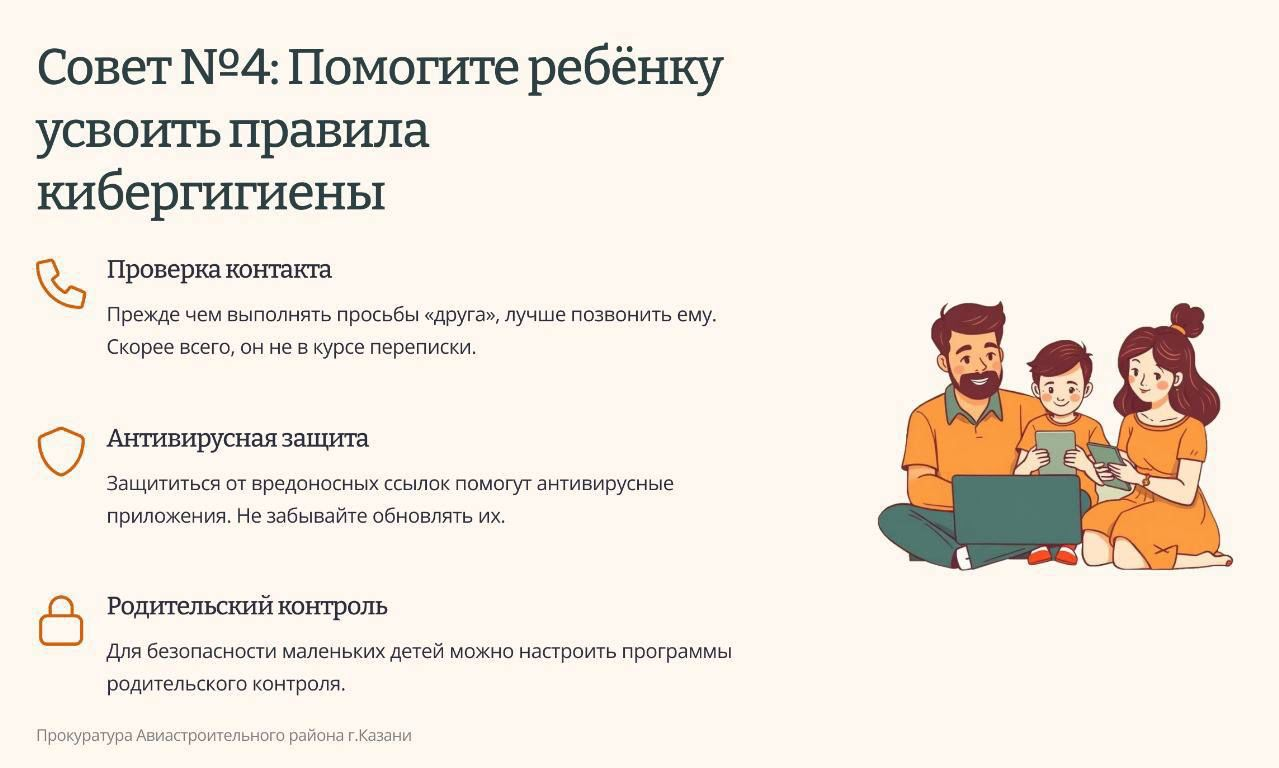 Совет №4: Помогите ребёнку
усвоить правила
кибергигиены
Проверка контакта
Прежде чем выполнять просьбы «друга», лучше позвонить ему.
Скорее всего, он не в курсе переписки.
Антивирусная защита
Защититься от вредоносных ссылок помогут антивирусные
приложения. Не забывайте обновлять их.
Родительский контроль
Для безопасности маленьких детей можно настроить программы
родительского контроля.
Прокуратура Авиастроительного района г.Казани